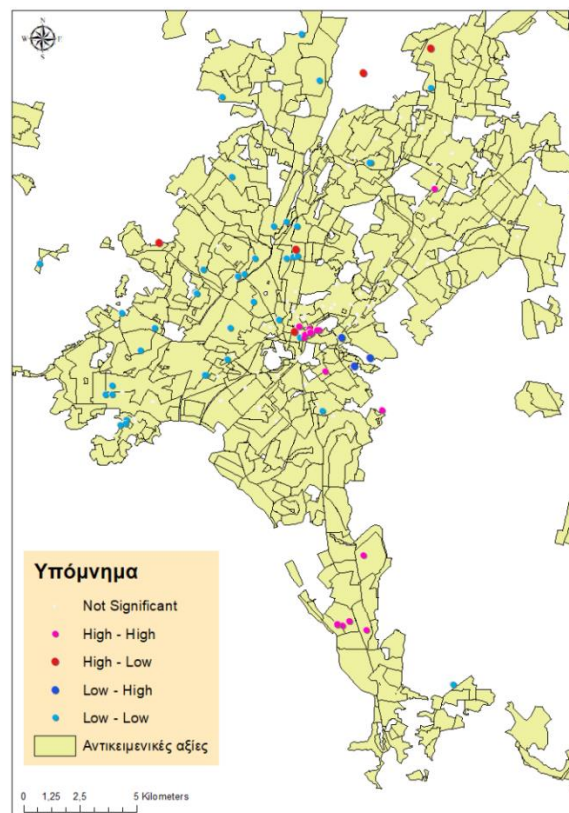 N
W E
S
Υπόμνημα
Not Significant
High - High
High - Low
Low - High
Low - Low
Αντικειμενικές αξίες
0 1,25 2,5 5 Kilometers